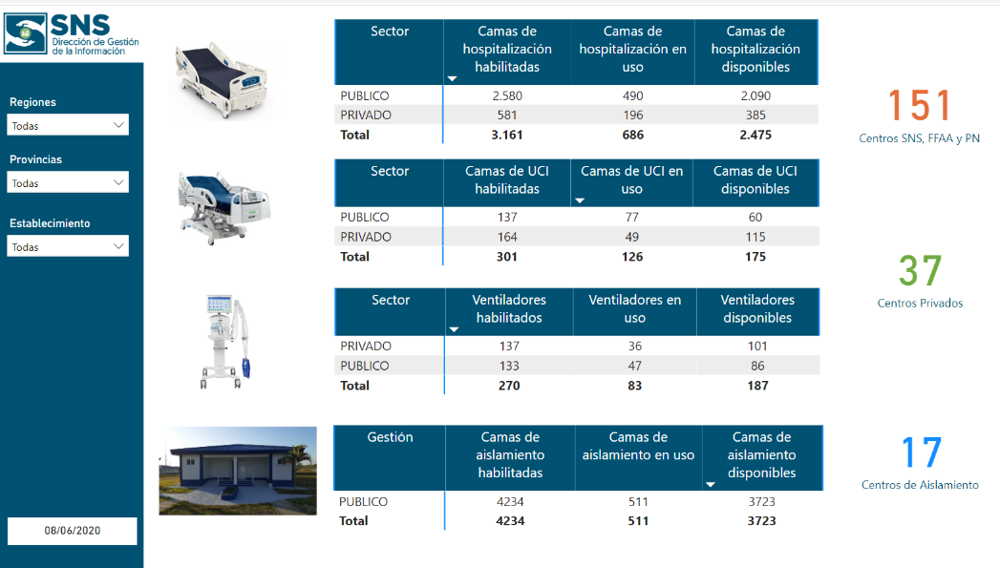 SNS
Dirección de Gestión
de la Información
Regiones
Todas
Provincias
Todas
Establecimiento
Todas
08/06/2020
Sector Camas de hospitalización habilitadas Camas de hospitalización en uso Camas de hospitalización disponibles
PUBLICO 2.580 490 2.090
PRIVADO 581 196 385
Total 3.161 686 2.475
Sector Camas de UCI habilitadas Camas de UCI en uso Camas de UCI disponibles
PUBLICO 137 77 60
PRIVADO 164 49 115
Total 301 126 175
Sector Ventiladores habilitados Ventiladores en uso Ventiladores disponibles
PRIVADO 137 36 101
PUBLICO 133 47 86
Total 270 83 187
Gestión Camas de aislamiento habilitadas Camas de aislamiento en uso Camas de aislamiento disponibles
PUBLICO 4234 511 3723
Total 4234 511 3723
151
Centros SNS, FFAA y PN
37
Centros Privados
17
Centros de Aislamiento